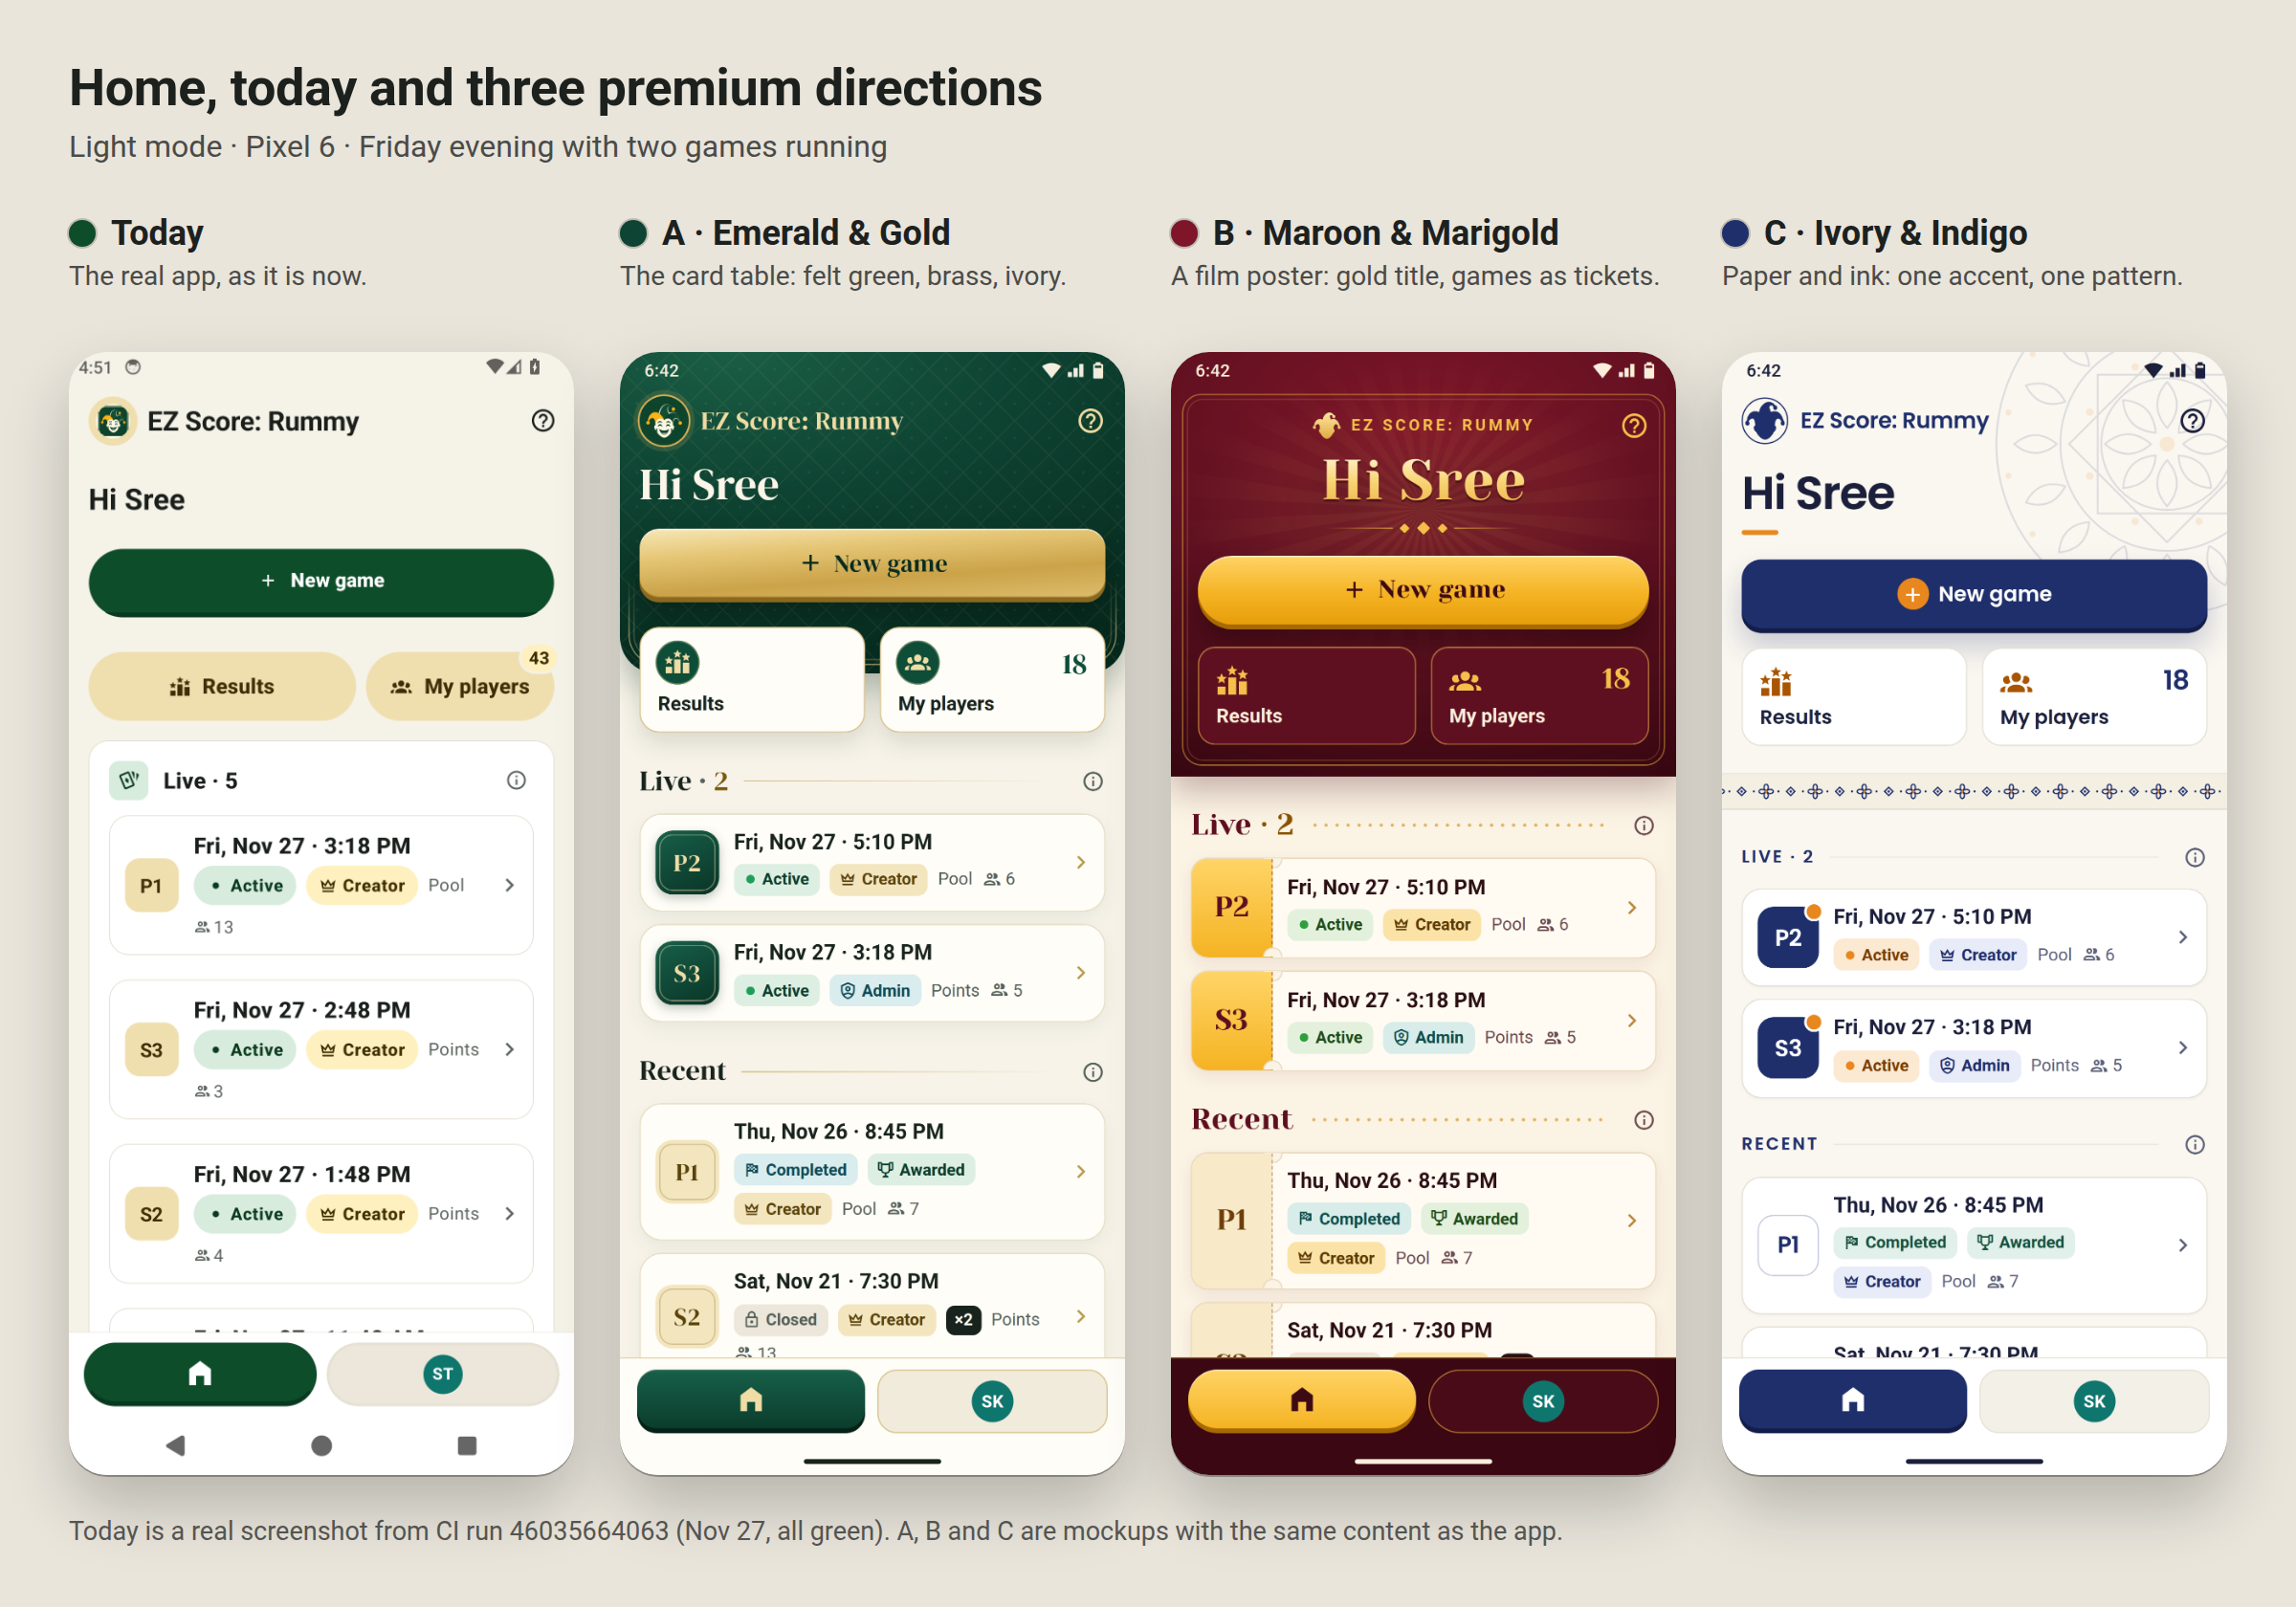 Home, today and three premium directions
Light mode · Pixel 6 · Friday evening with two games running
Today
The real app, as it is now.
A · Emerald & Gold
The card table: felt green, brass, ivory.
B · Maroon & Marigold
A film poster: gold title, games as tickets.
C · Ivory & Indigo
Paper and ink: one accent, one pattern.
4:51
EZ Score: Rummy
Hi Sree
+ New game
Results
My players
43
Live · 5
P1
Fri, Nov 27 · 3:18 PM
Active
Creator
Pool
13
S3
Fri, Nov 27 · 2:48 PM
Active
Creator
Points
3
S2
Fri, Nov 27 · 1:48 PM
Active
Creator
Points
4
ST
6:42
EZ Score: Rummy
Hi Sree
+ New game
Results
My players
18
Live · 2
P2
Fri, Nov 27 · 5:10 PM
Active
Creator
Pool
6
S3
Fri, Nov 27 · 3:18 PM
Active
Admin
Points
5
Recent
P1
Thu, Nov 26 · 8:45 PM
Completed
Awarded
Creator
Pool
7
S2
Sat, Nov 21 · 7:30 PM
Closed
Creator
×2
Points
13
SK
6:42
EZ SCORE: RUMMY
Hi Sree
+ New game
Results
My players
18
Live · 2
P2
Fri, Nov 27 · 5:10 PM
Active
Creator
Pool
6
S3
Fri, Nov 27 · 3:18 PM
Active
Admin
Points
5
Recent
P1
Thu, Nov 26 · 8:45 PM
Completed
Awarded
Creator
Pool
7
Sat, Nov 21 · 7:30 PM
SK
6:42
EZ Score: Rummy
Hi Sree
+ New game
Results
My players
18
LIVE · 2
P2
Fri, Nov 27 · 5:10 PM
Active
Creator
Pool
6
S3
Fri, Nov 27 · 3:18 PM
Active
Admin
Points
5
RECENT
P1
Thu, Nov 26 · 8:45 PM
Completed
Awarded
Creator
Pool
7
Sat, Nov 21 · 7:30 PM
SK
Today is a real screenshot from CI run 46035664063 (Nov 27, all green). A, B and C are mockups with the same content as the app.